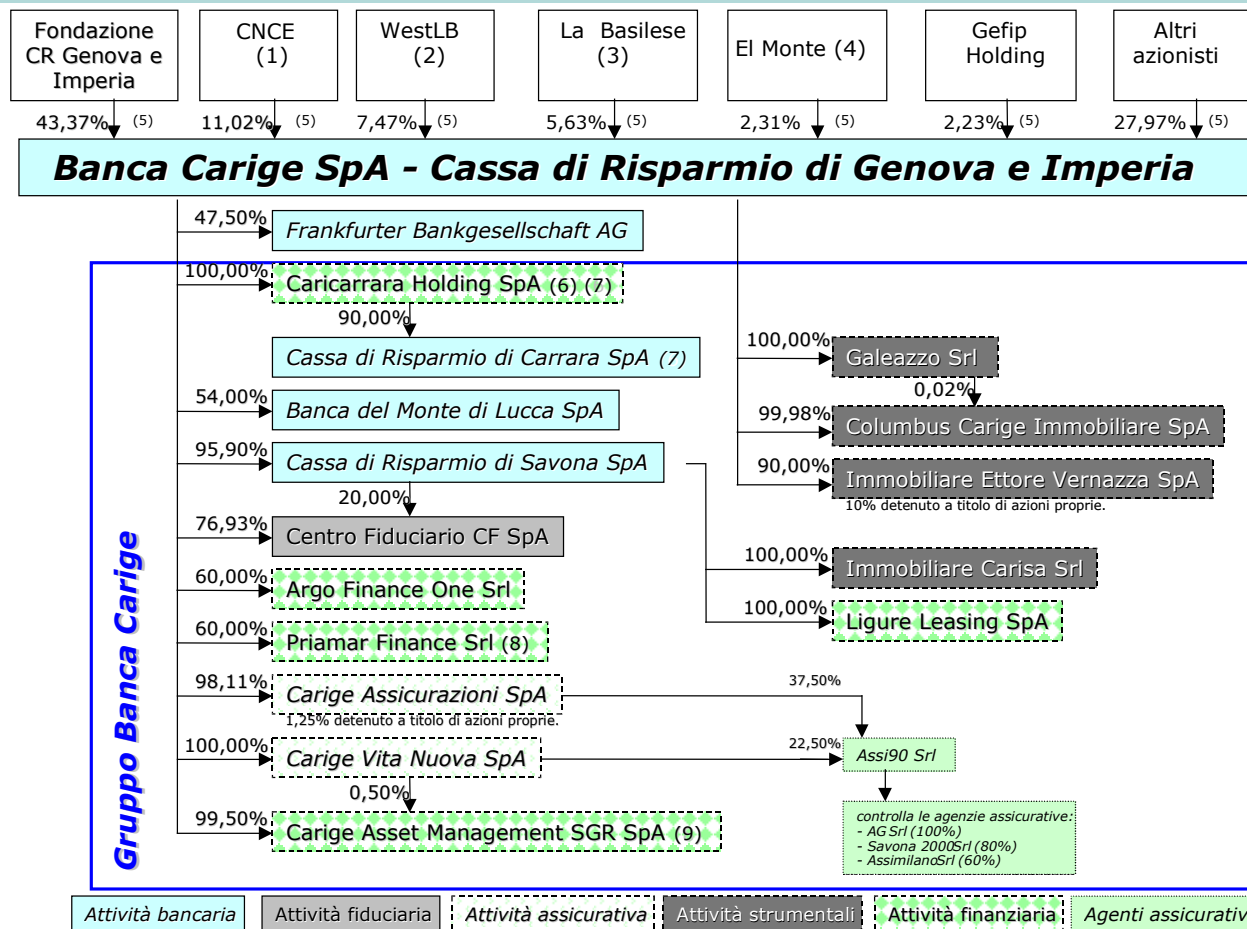 Fondazione
CR Genova e
Imperia
CNCE
(1)
WestLB
(2)
La Basilese
(3)
El Monte (4)
Gefip
Holding
Altri
azionisti
43,37% (5)
11,02% (5)
7,47% (5)
5,63% (5)
2,31% (5)
2,23% (5)
27,97% (5)
Banca Carige SpA - Cassa di Risparmio di Genova e Imperia
47,50%
Frankfurter Bankgesellschaft AG
100,00%
Caricarrara Holding SpA (6) (7)
90,00%
Cassa di Risparmio di Carrara SpA (7)
54,00%
Banca del Monte di Lucca SpA
95,90%
Cassa di Risparmio di Savona SpA
20,00%
76,93%
Centro Fiduciario CF SpA
60,00%
Argo Finance One Srl
60,00%
Priamar Finance Srl (8)
98,11%
Carige Assicurazioni SpA
1,25% detenuto a titolo di azioni proprie.
100,00%
Carige Vita Nuova SpA
0,50%
99,50%
Carige Asset Management SGR SpA (9)
100,00%
Galeazzo Srl
0,02%
99,98%
Columbus Carige Immobiliare SpA
90,00%
Immobiliare Ettore Vernazza SpA
10% detenuto a titolo di azioni proprie.
100,00%
Immobiliare Carisa Srl
100,00%
Ligure Leasing SpA
37,50%
22,50%
Assi90 Srl
controlla le agenzie assicurative:
- AG Srl (100%)
- Savona 2000Srl (80%)
- AssimilanoSrl (60%)
Gruppo Banca Carige
Attività bancaria
Attività fiduciaria
Attività assicurativa
Attività strumentali
Attività finanziaria
Agenti assicurativ